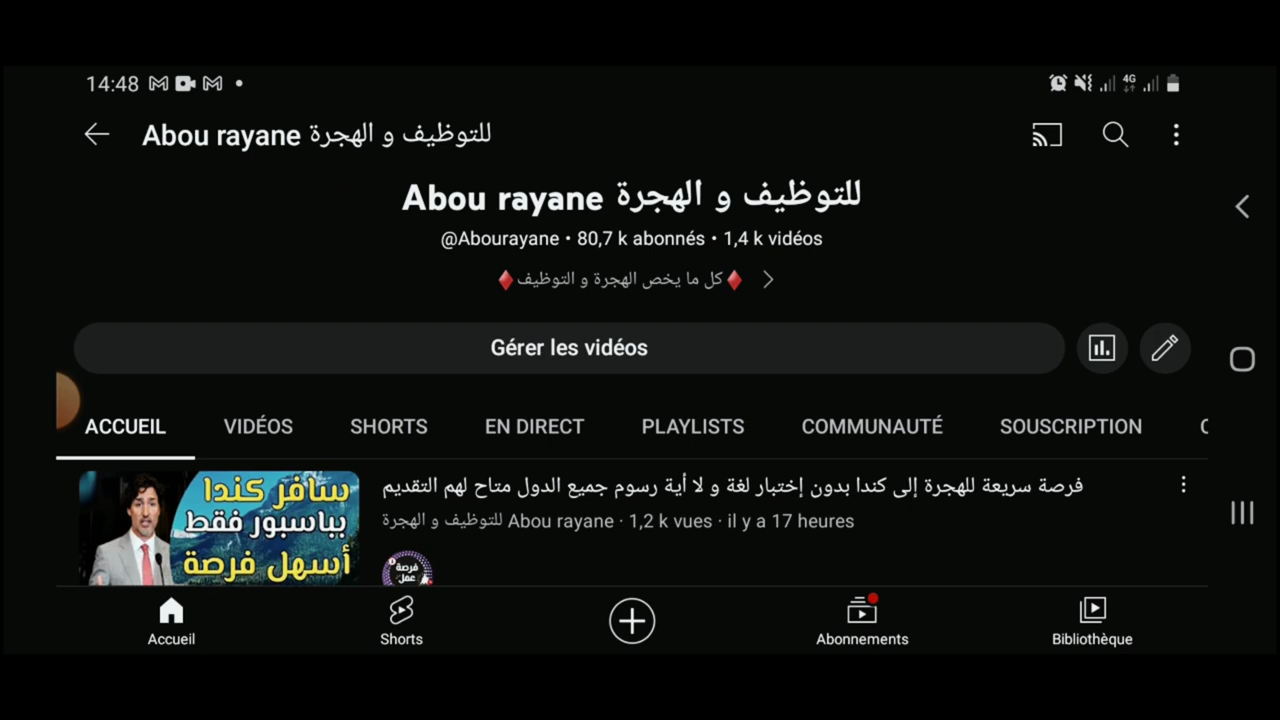 14:48
4G
Abou rayane للتوظيف و الهجرة
Abou rayane للتوظيف و الهجرة
@Abourayane • 80,7 k abonnés • 1,4 k vidéos
♦️كل ما يخص الهجرة و التوظيف♦️
Gérer les vidéos
ACCUEIL VIDÉOS SHORTS EN DIRECT PLAYLISTS COMMUNAUTÉ SOUSCRIPTION
سافر كندا
بباسبور فقط
أسهل فرصة
فرصة سريعة للهجرة إلى كندا بدون إختبار لغة و لا أية رسوم جميع الدول متاح لهم التقديم
Abou rayane للتوظيف و الهجرة · 1,2 k vues · il y a 17 heures
فرصة
عمل
Accueil Shorts Abonnements Bibliothèque